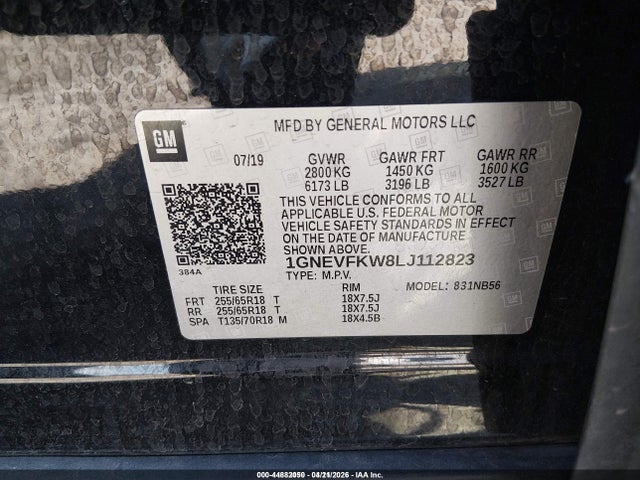 GM
MFD BY GENERAL MOTORS LLC
07/19 GVWR GAWR FRT GAWR RR
2800 KG 1450 KG 1600 KG
6173 LB 3196 LB 3527 LB
THIS VEHICLE CONFORMS TO ALL
APPLICABLE U.S. FEDERAL MOTOR
VEHICLE SAFETY STANDARDS IN EFFECT
ON THE DATE OF MANUFACTURE
SHOWN ABOVE.
384A
1GNEVFKW8LJ112823
TYPE: M.P.V. MODEL: 831NB56
TIRE SIZE RIM
FRT 255/65R18 T 18X7.5J
RR 255/65R18 T 18X7.5J
SPA T135/70R18 M 18X4.5B
000-44682050 - 04/21/2026 - IAA Inc.